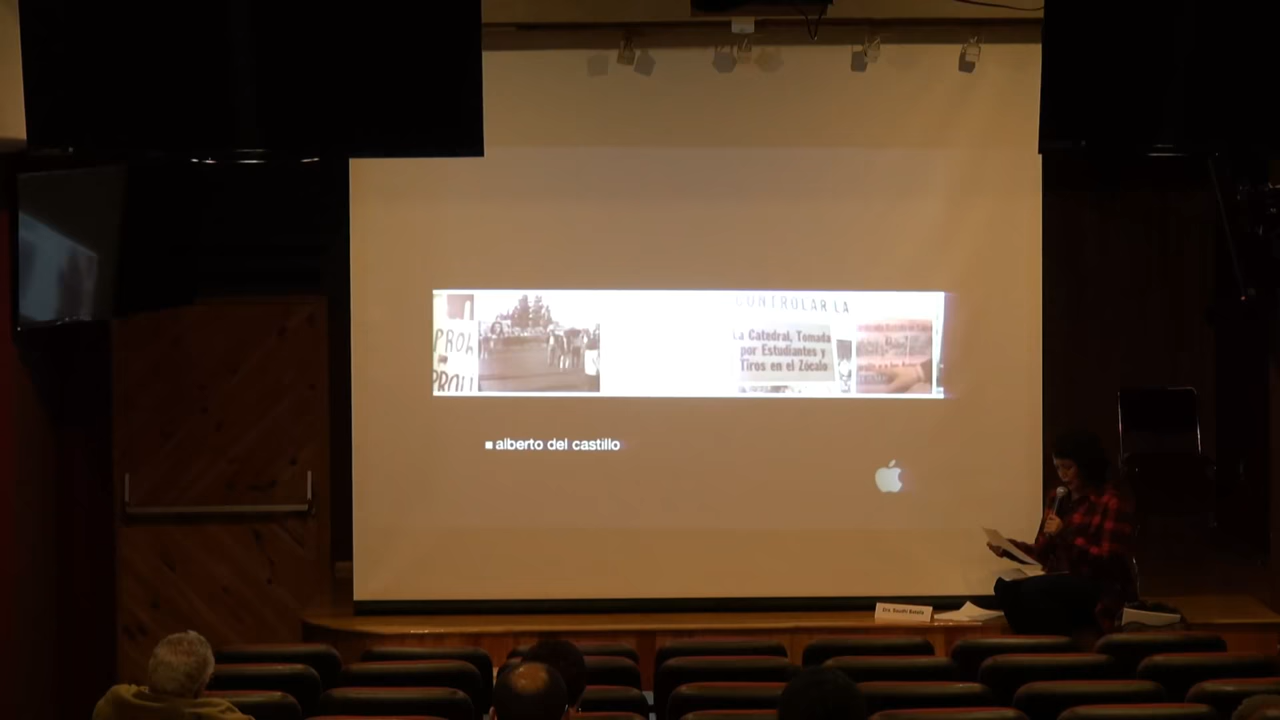 CONTROLAR LA
PROH
PROH
La Catedral, Tomada
por Estudiantes y
Tiros en el Zócalo
alberto del castillo